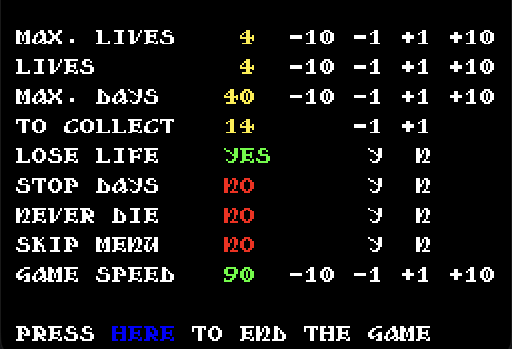 MAX. LIVES 4 -10 -1 +1 +10
LIVES 4 -10 -1 +1 +10
MAX. DAYS 40 -10 -1 +1 +10
TO COLLECT 14 -1 +1
LOSE LIFE YES Y N
STOP DAYS NO Y N
NEVER DIE NO Y N
SKIP MENU NO Y N
GAME SPEED 90 -10 -1 +1 +10
PRESS HERE TO END THE GAME